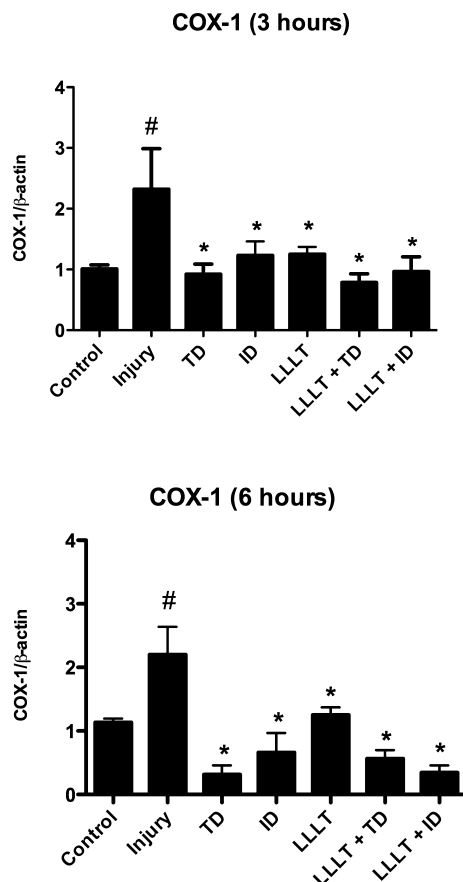 COX-1 (3 hours)
COX-1/β-actin
4
3
2
1
0
#
*
*
*
*
*
Control
Injury
TD
ID
LLLT
LLLT + TD
LLLT + ID
COX-1 (6 hours)
COX-1/β-actin
4
3
2
1
0
#
*
*
*
*
*
Control
Injury
TD
ID
LLLT
LLLT + TD
LLLT + ID